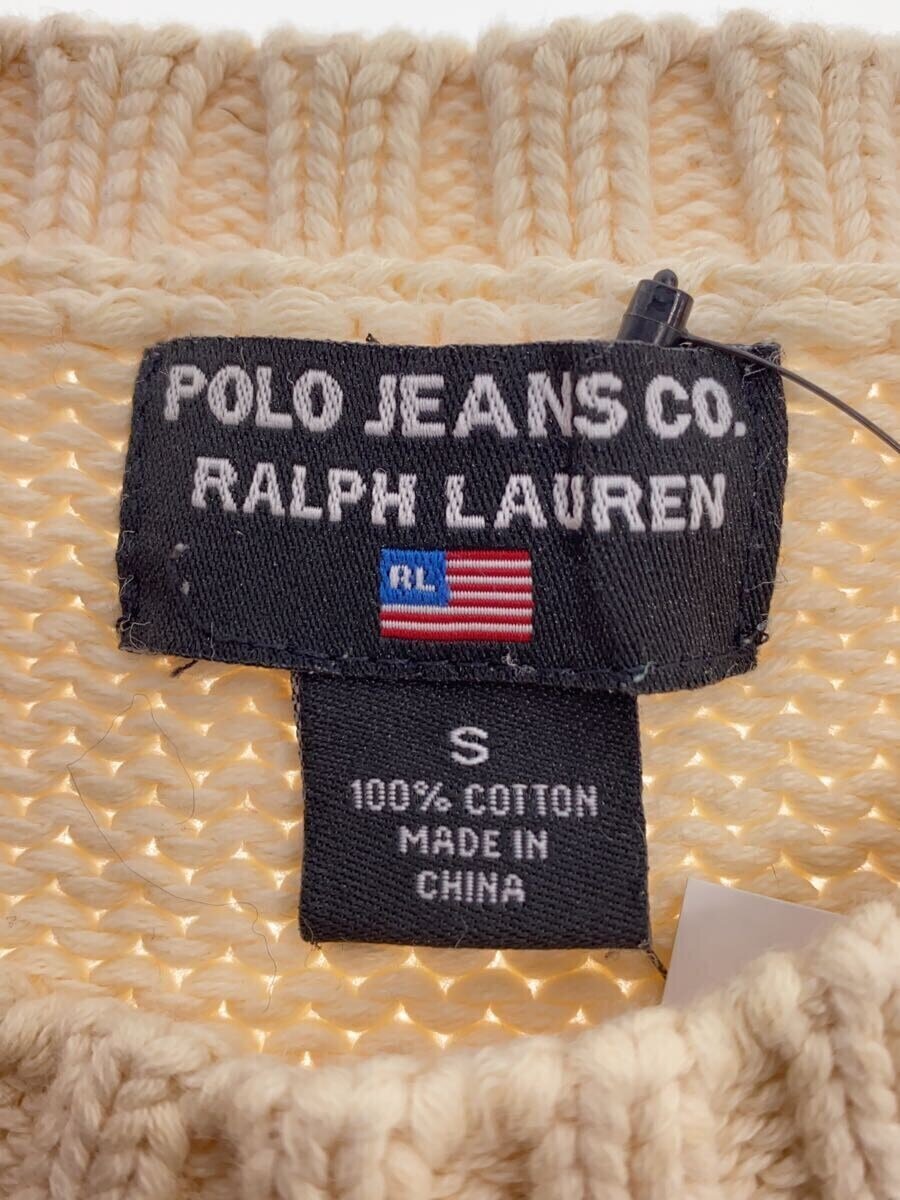 POLO JEANS CO.
RALPH LAUREN
RL
S
100% COTTON
MADE IN
CHINA